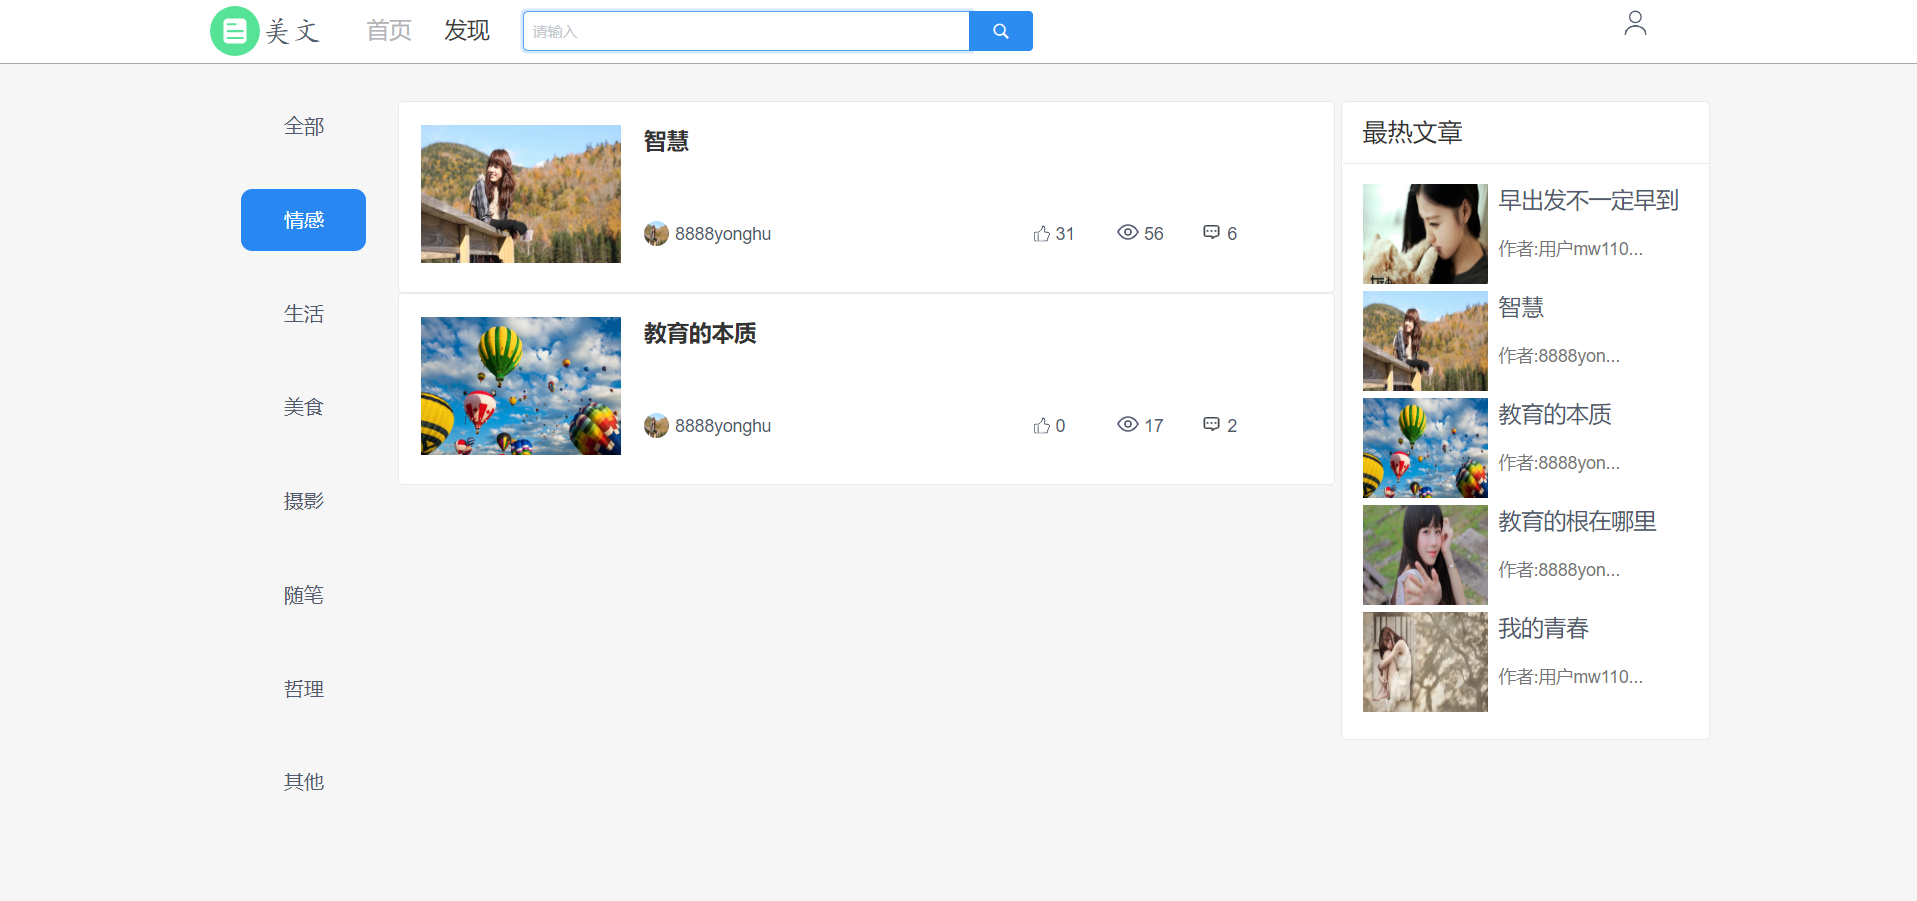 美文
首页
发现
请输入
全部
情感
生活
美食
摄影
随笔
哲理
其他
智慧
8888yonghu
31
56
6
教育的本质
8888yonghu
0
17
2
最热文章
早出发不一定早到
作者:用户mw110...
智慧
作者:8888yon...
教育的本质
作者:8888yon...
教育的根在哪里
作者:8888yon...
我的青春
作者:用户mw110...